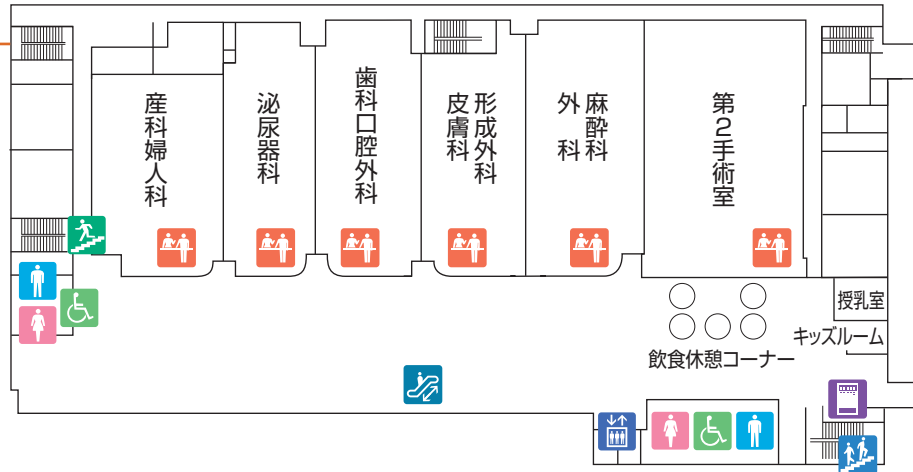 産科婦人科
泌尿器科
歯科口腔外科
形成外科
皮膚科
麻酔科
外科
第2手術室
授乳室
キッズルーム
飲食休憩コーナー